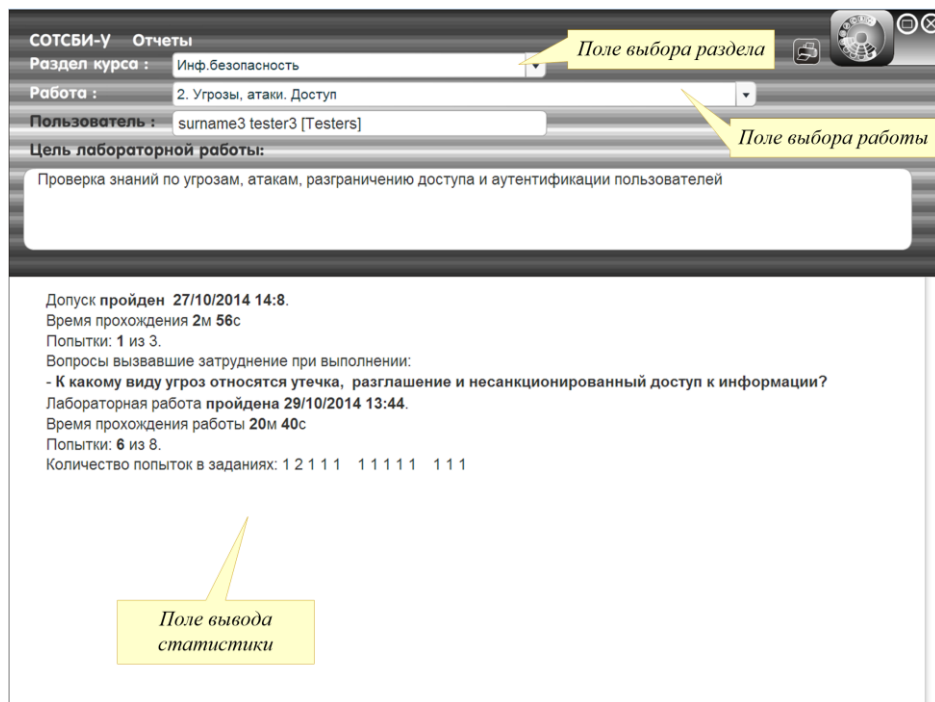 СОТСБИ-У Отчеты
Раздел курса : Инф.безопасность
Поле выбора раздела
Работа : 2. Угрозы, атаки. Доступ
Пользователь : surname3 tester3 [Testers]
Поле выбора работы
Цель лабораторной работы:
Проверка знаний по угрозам, атакам, разграничению доступа и аутентификации пользователей
Допуск пройден 27/10/2014 14:8.
Время прохождения 2м 56с
Попытки: 1 из 3.
Вопросы вызвавшие затруднение при выполнении:
- К какому виду угроз относятся утечка, разглашение и несанкционированный доступ к информации?
Лабораторная работа пройдена 29/10/2014 13:44.
Время прохождения работы 20м 40с
Попытки: 6 из 8.
Количество попыток в заданиях: 1 2 1 1 1 1 1 1 1 1 1 1 1
Поле вывода
статистики